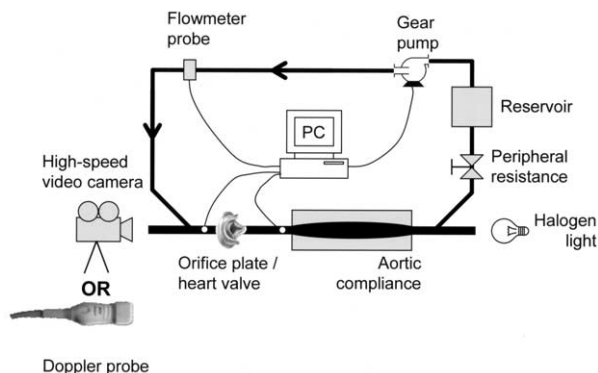 Flowmeter
probe
Gear
pump
Reservoir
PC
High-speed
video camera
Peripheral
resistance
Halogen
light
Orifice plate /
heart valve
Aortic
compliance
OR
Doppler probe